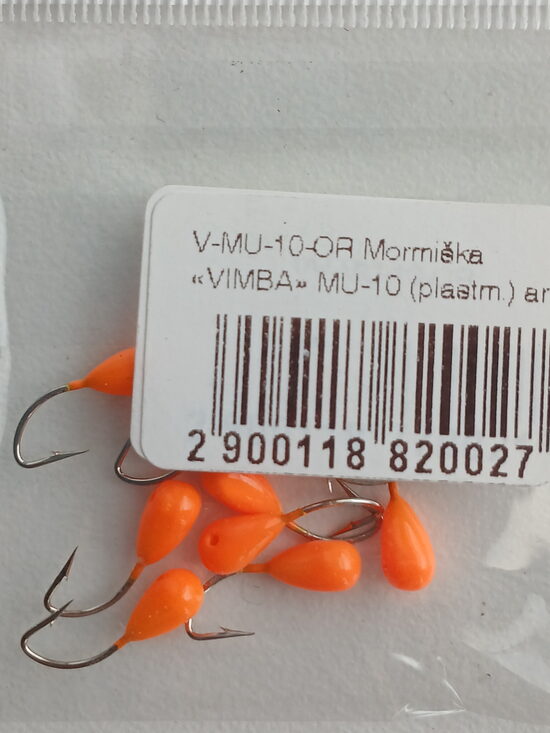 V-MU-10-OR Mormiška
«VIMBA» MU-10 (plastm.)
2 900118 820027